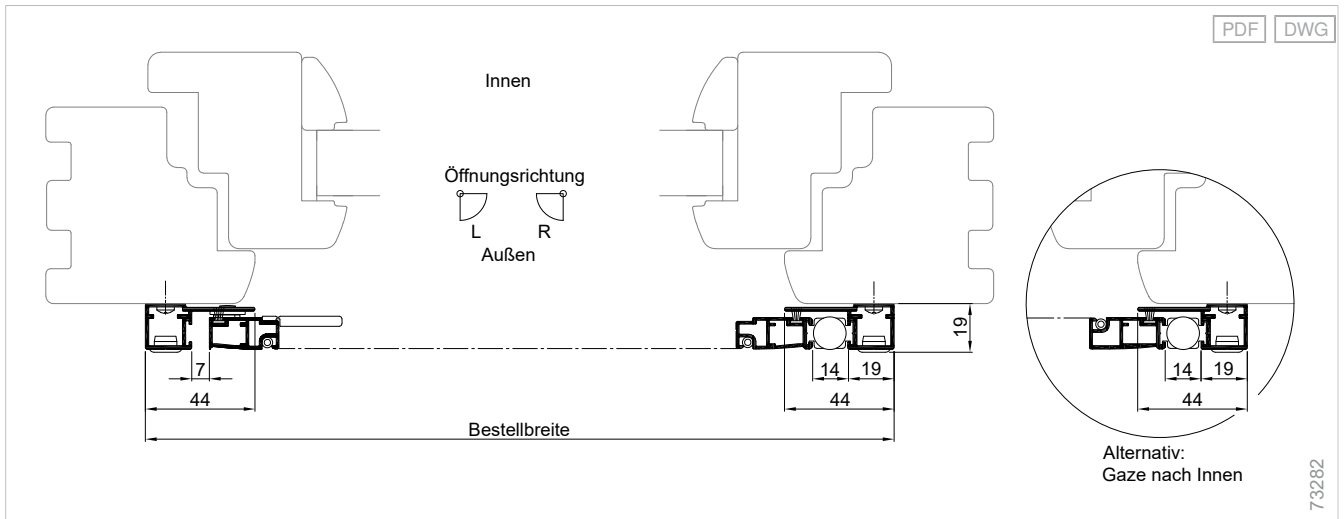 PDF DWG
Innen
Öffnungsrichtung
L R
Außen
19
7
14 19
14 19
44
44
44
Bestellbreite
Alternativ:
Gaze nach Innen
73282